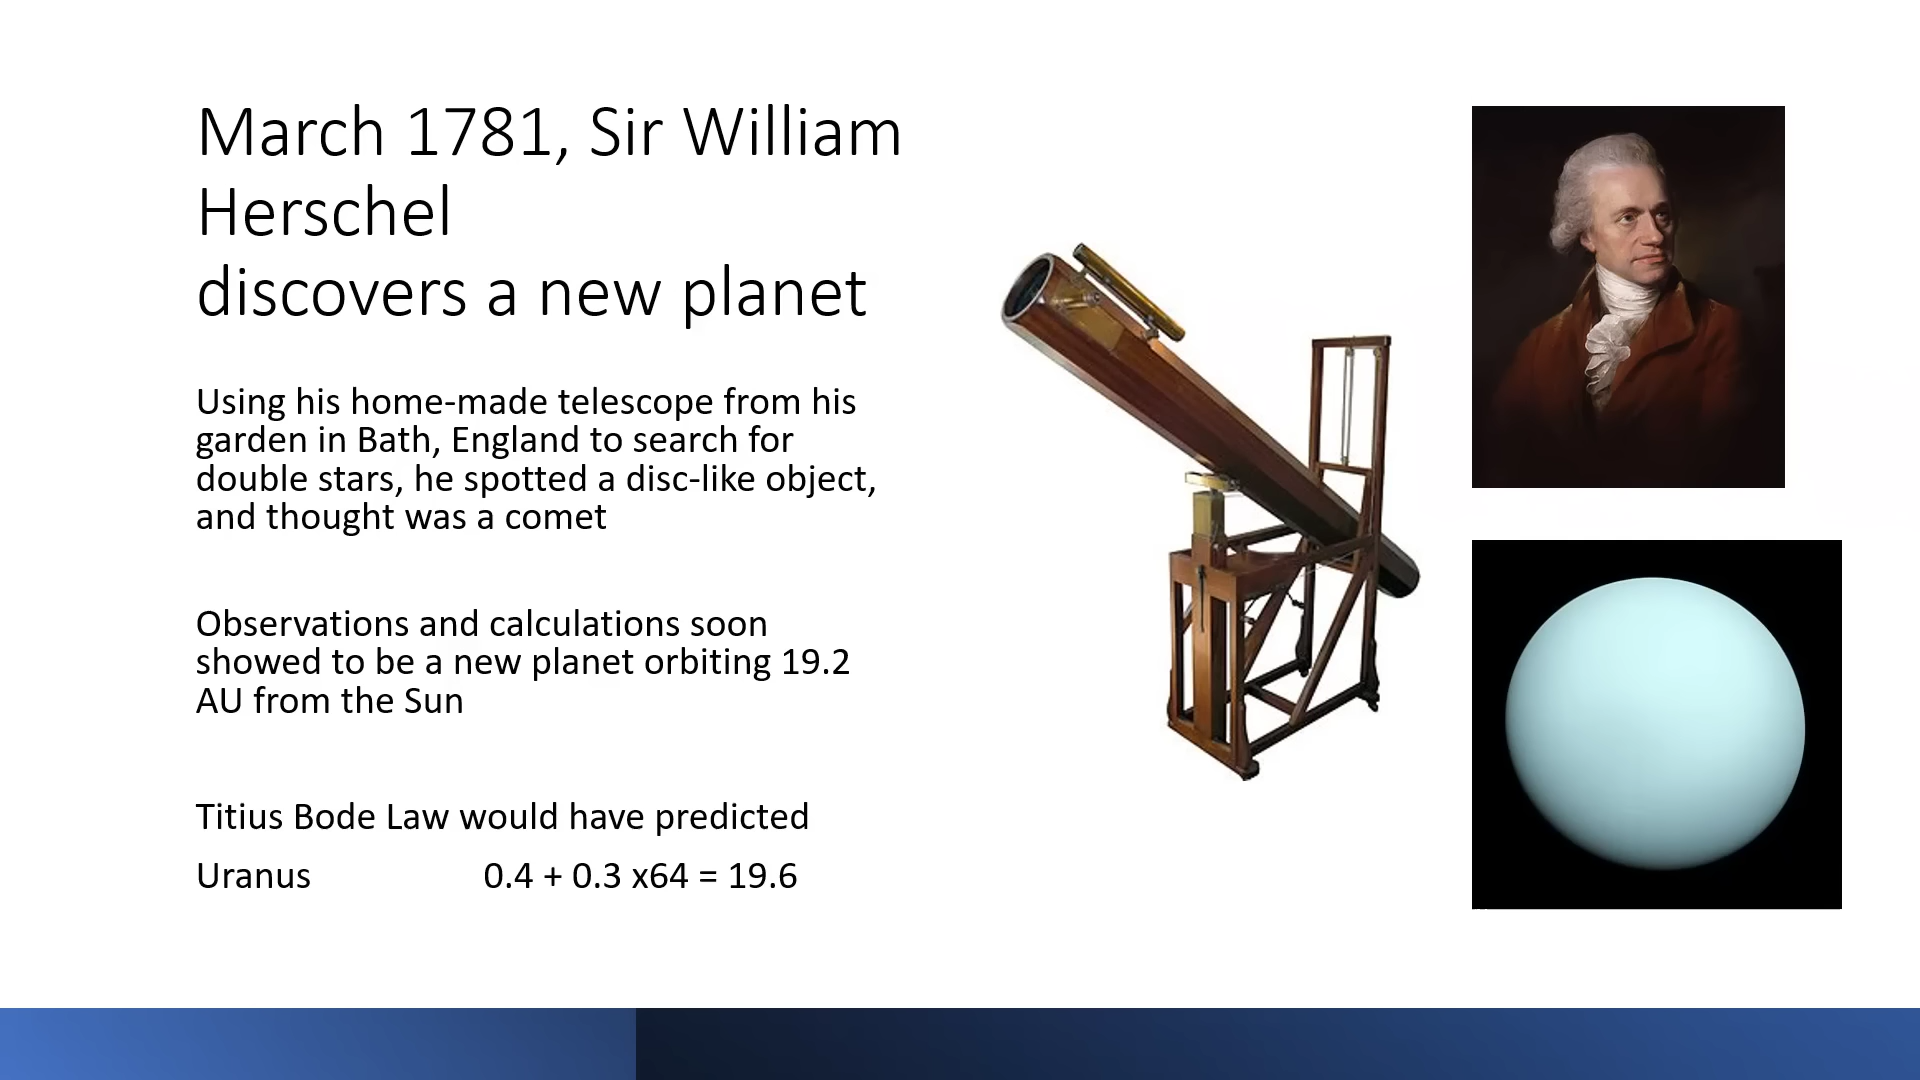 March 1781, Sir William
Herschel
discovers a new planet
Using his home-made telescope from his
garden in Bath, England to search for
double stars, he spotted a disc-like object,
and thought was a comet
Observations and calculations soon
showed to be a new planet orbiting 19.2
AU from the Sun
Titius Bode Law would have predicted
Uranus 0.4 + 0.3 x64 = 19.6